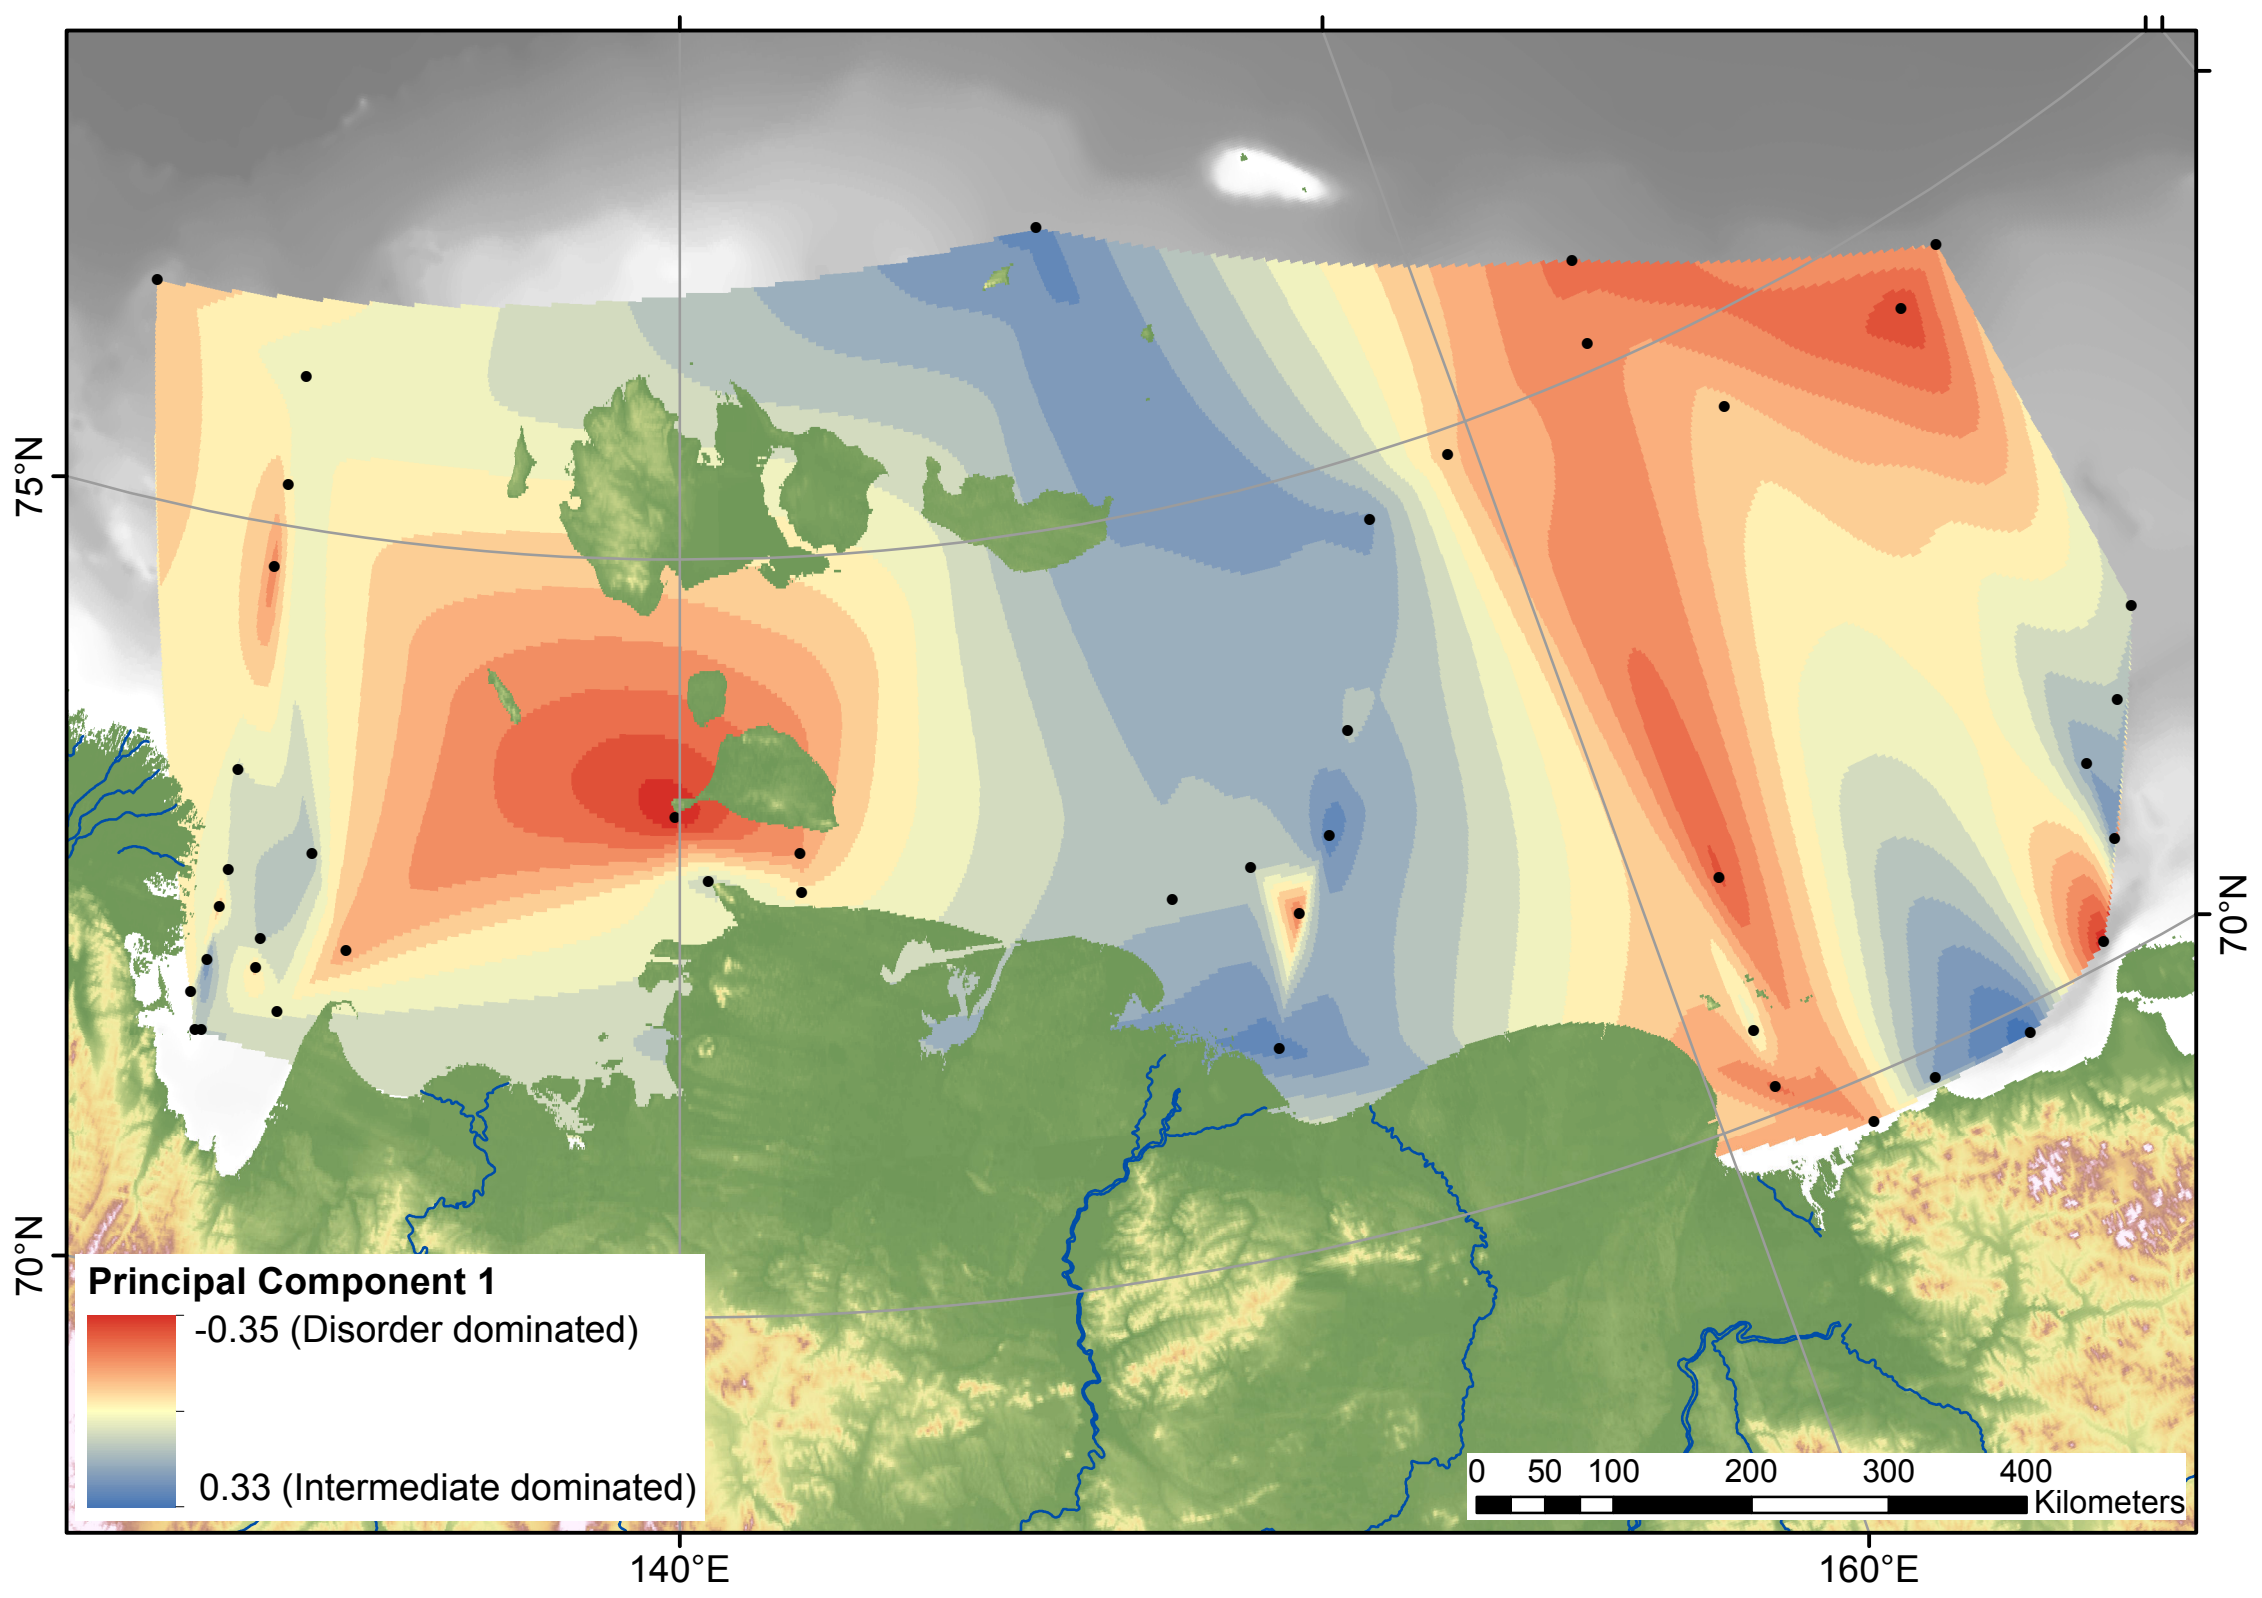 75°N
70°N
70°N
Principal Component 1
-0.35 (Disorder dominated)
0.33 (Intermediate dominated)
0 50 100 200 300 400
Kilometers
140°E 160°E